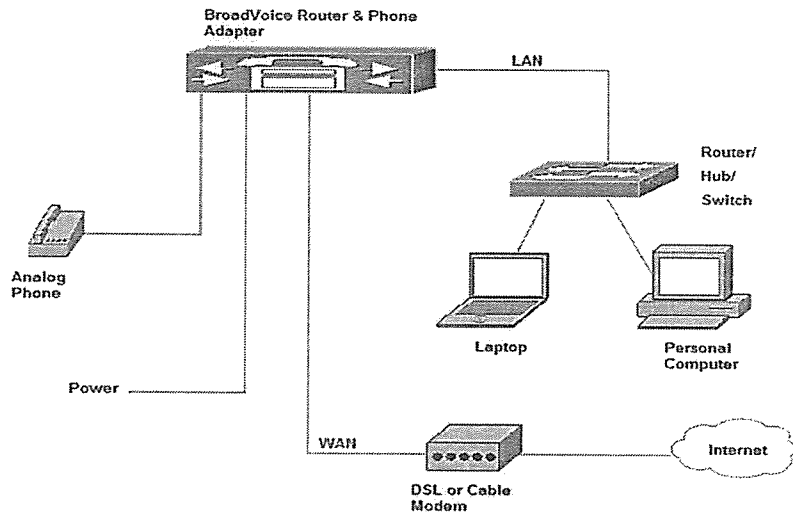 BroadVoice Router & Phone
Adapter
LAN
Router/
Hub/
Switch
Analog
Phone
Laptop
Personal
Computer
Power
WAN
Internet
DSL or Cable
Modem